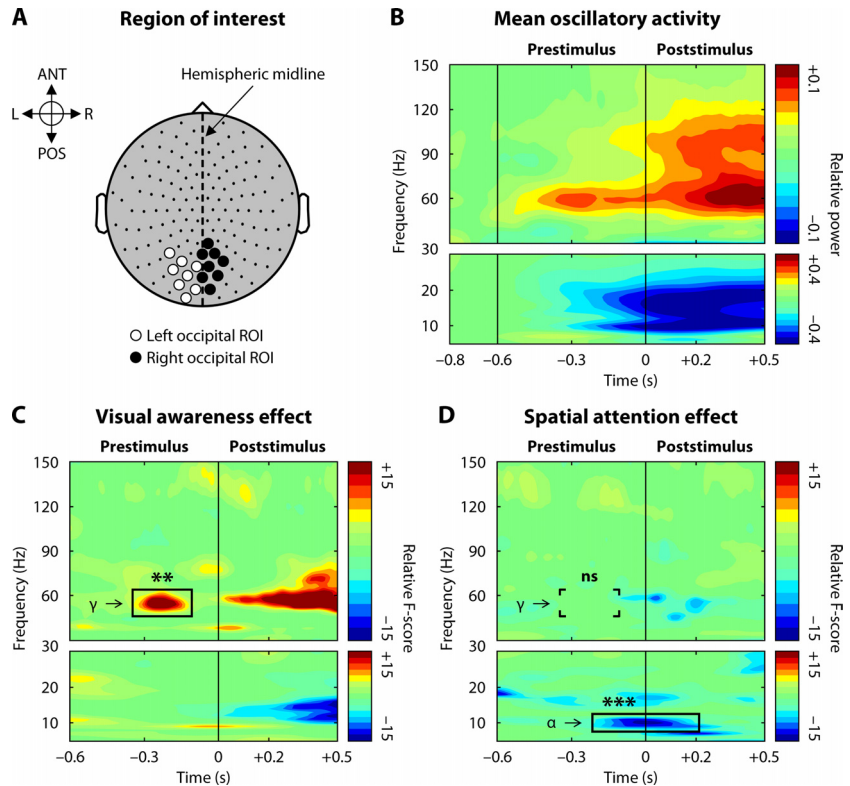 A Region of interest
ANT
L R
POS
Hemispheric midline
Left occipital ROI
Right occipital ROI
B Mean oscillatory activity
Prestimulus Poststimulus
150
120
90
60
30
20
10
Frequency (Hz)
−0.8 −0.6 −0.3 0 +0.2 +0.5
Time (s)
+0.1
−0.1
+0.4
−0.4
Relative power
C Visual awareness effect
Prestimulus Poststimulus
150
120
90
60
30
20
10
Frequency (Hz)
**
γ
−0.6 −0.3 0 +0.2 +0.5
Time (s)
+15
−15
+15
−15
Relative F-score
D Spatial attention effect
Prestimulus Poststimulus
150
120
90
60
30
20
10
Frequency (Hz)
ns
γ
***
α
−0.6 −0.3 0 +0.2 +0.5
Time (s)
+15
−15
+15
−15
Relative F-score